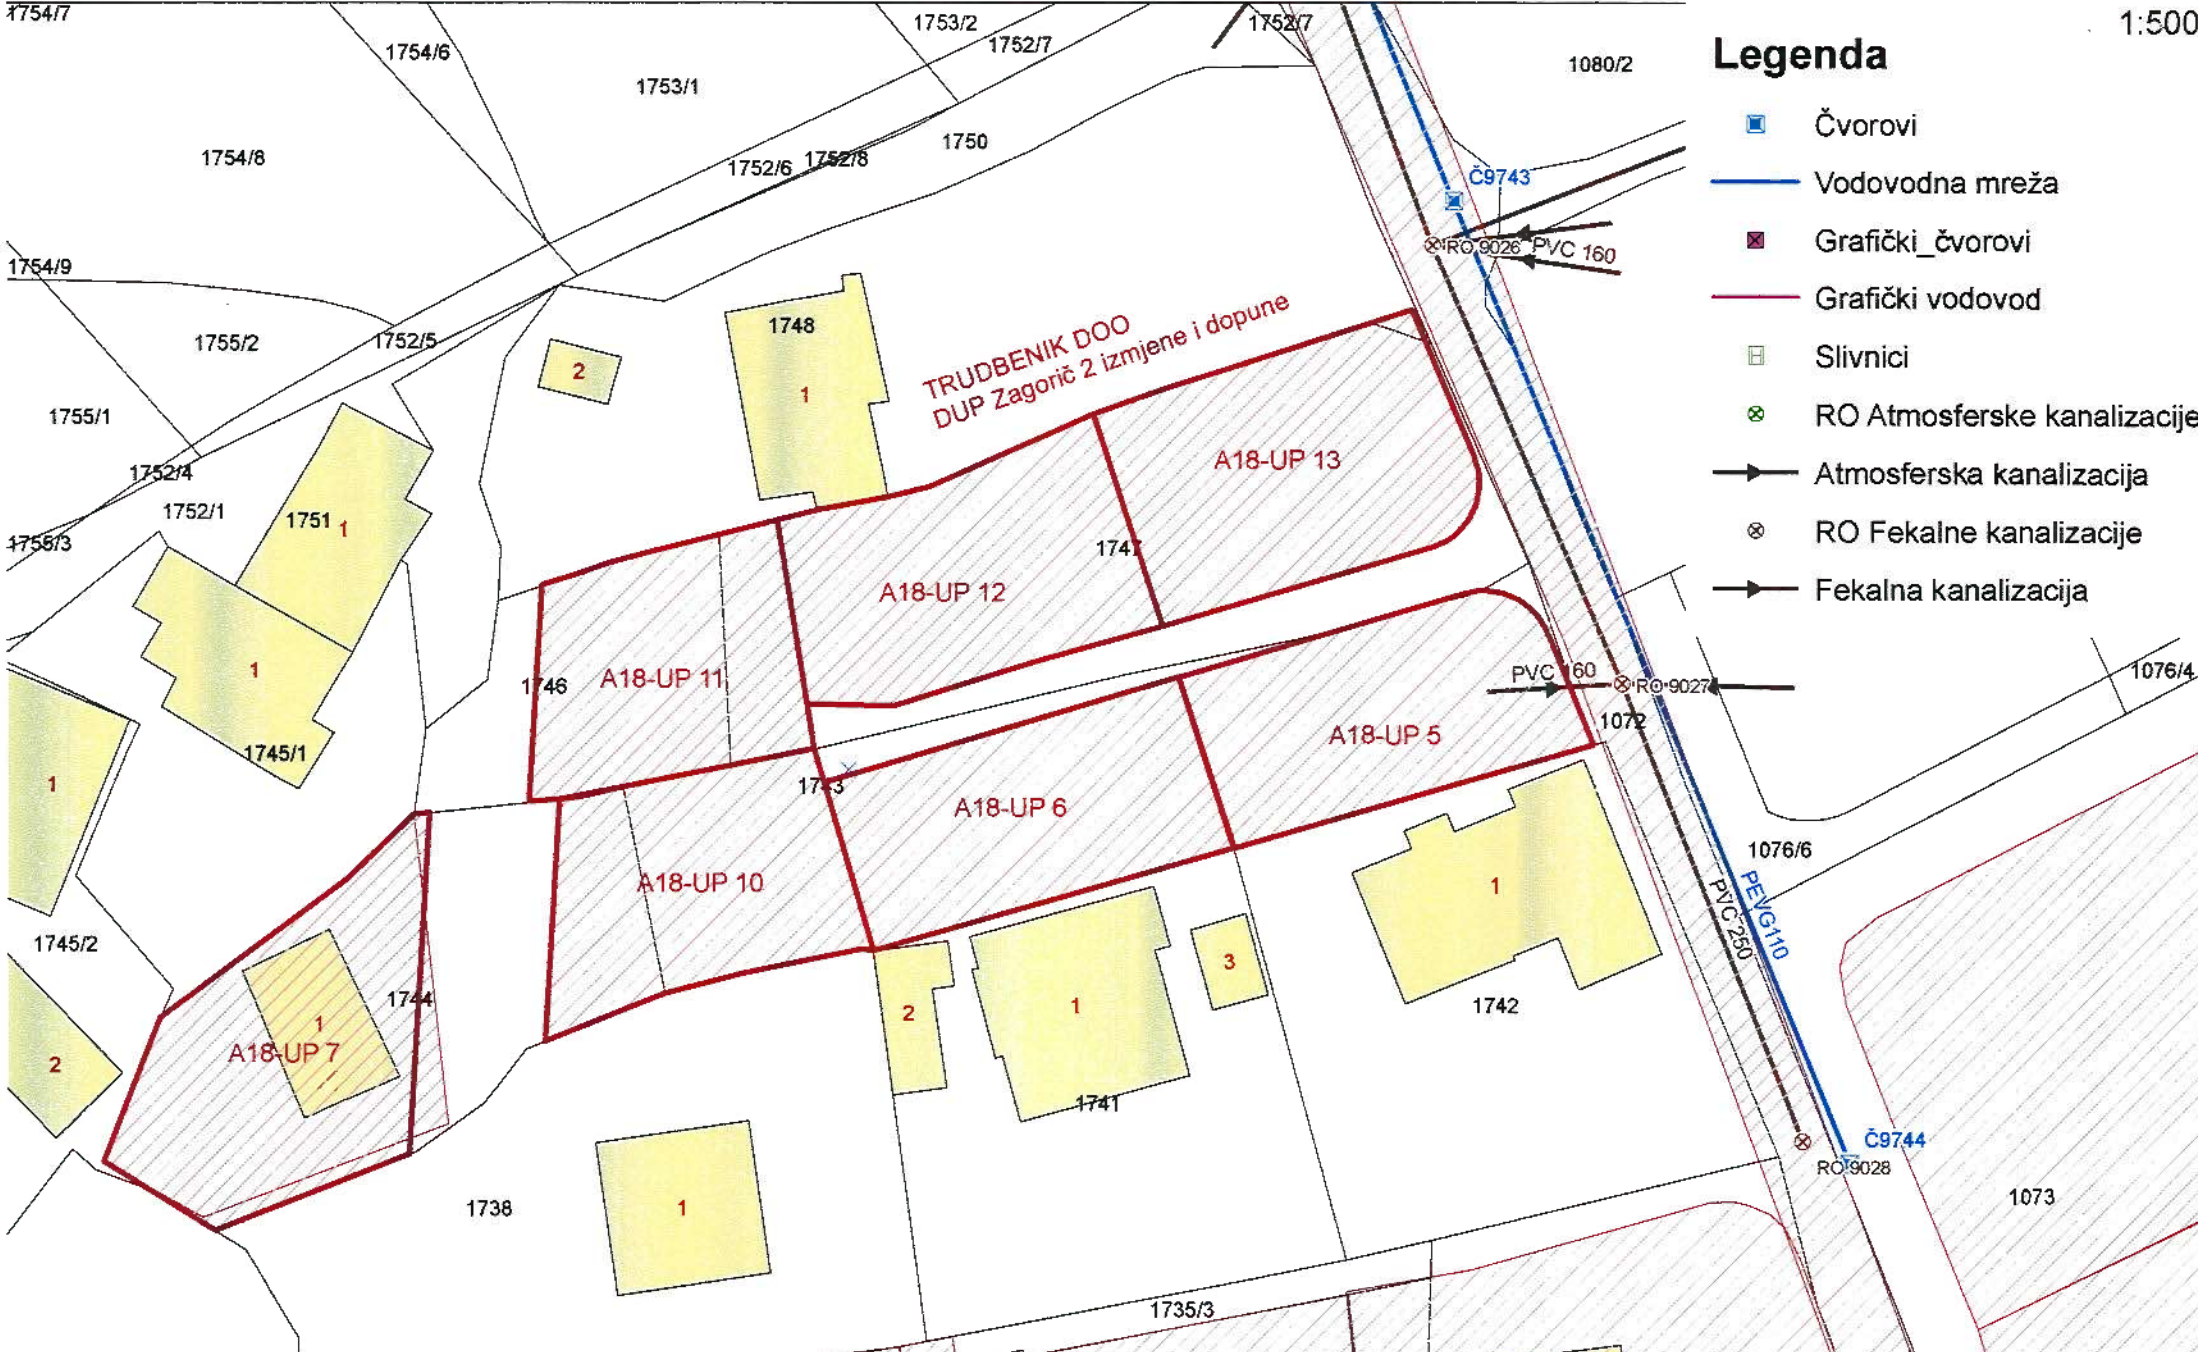 1754/7
1754/6
1753/2
1752/7
1752/7
1:500
1753/1
1080/2
Legenda
1754/8
1752/6
1752/8
1750
Čvorovi
Č9743
Vodovodna mreža
RO 9026
PVC 160
Grafički_čvorovi
1754/9
Grafički vodovod
1755/2
1752/5
1748
1
2
TRUDBENIK DOO
DUP Zagorič 2 izmjene i dopune
Slivnici
1755/1
RO Atmosferske kanalizacije
1752/4
1752/1
1751
1
A18-UP 13
Atmosferska kanalizacija
1755/3
1747
RO Fekalne kanalizacije
A18-UP 12
Fekalna kanalizacija
1
1746
A18-UP 11
PVC 160
RO 9027
1076/4
1072
1745/1
1
1743
A18-UP 5
A18-UP 6
1076/6
A18-UP 10
1
PEVG110
PVC 250
1745/2
1744
2
1
3
1742
1
A18-UP 7
2
1741
Č9744
RO 9028
1738
1
1073
1735/3